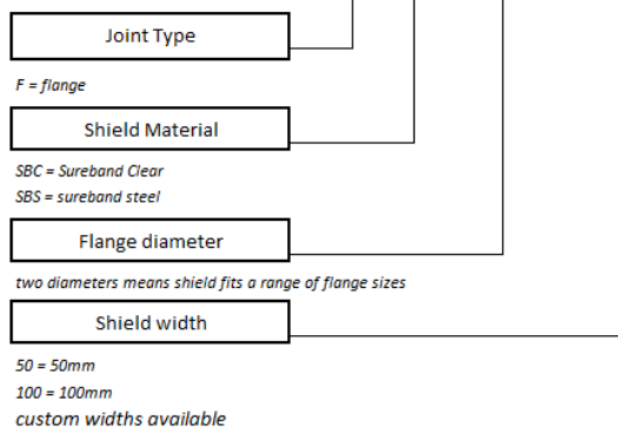 Joint Type
F = flange
Shield Material
SBC = Sureband Clear
SBS = sureband steel
Flange diameter
two diameters means shield fits a range of flange sizes
Shield width
50 = 50mm
100 = 100mm
custom widths available